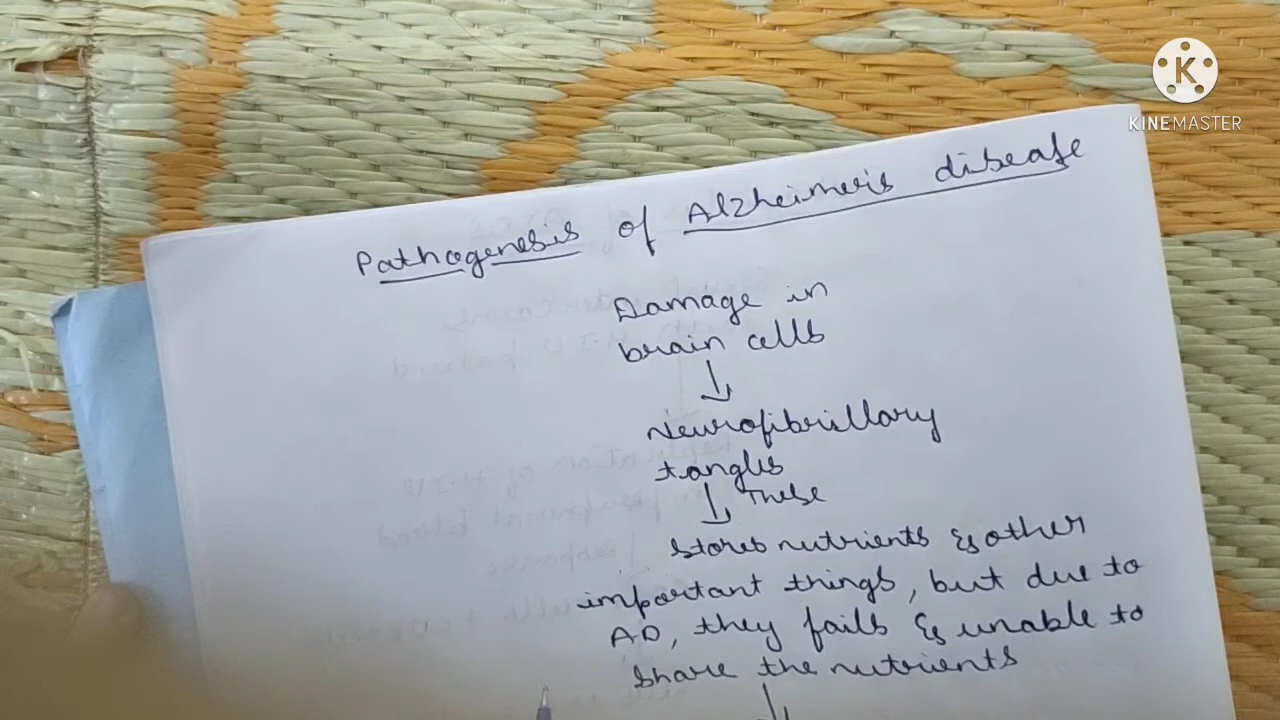 K
KINEMASTER
Pathogenesis of Alzheimer's disease
Damage in
brain cells
↓
Neurofibrillary
tangles
↓ These
stores nutrients & other
important things, but due to
AD, they fails & unable to
share the nutrients
↓